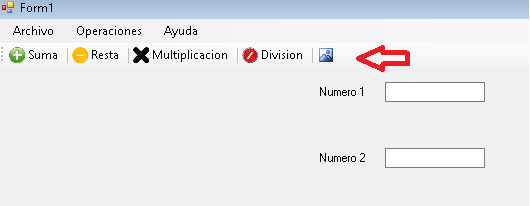 Form1
Archivo Operaciones Ayuda
Suma Resta Multiplicacion Division
Numero 1
Numero 2